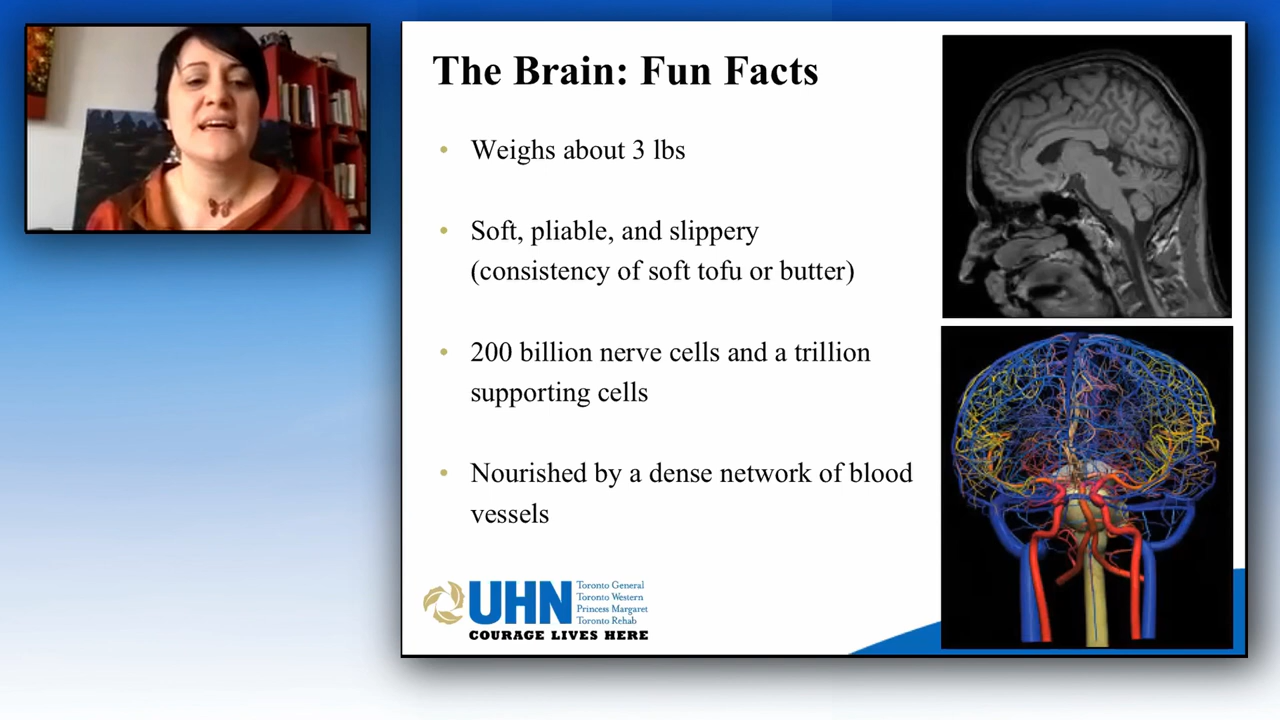 The Brain: Fun Facts
• Weighs about 3 lbs
• Soft, pliable, and slippery
(consistency of soft tofu or butter)
• 200 billion nerve cells and a trillion
supporting cells
• Nourished by a dense network of blood
vessels
UHN
Toronto General
Toronto Western
Princess Margaret
Toronto Rehab
COURAGE LIVES HERE